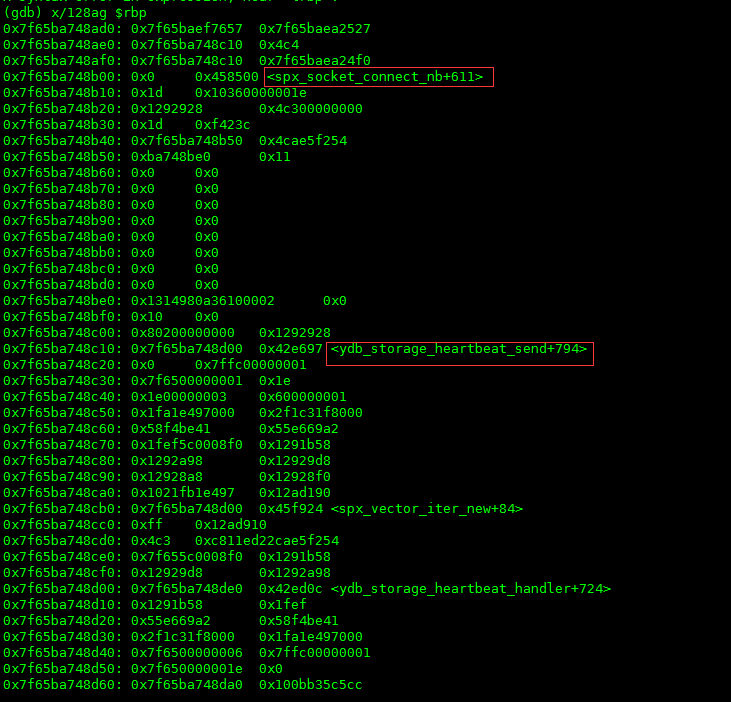 (gdb) x/128ag $rbp
0x7f65ba748ad0: 0x7f65baef7657 0x7f65baea2527
0x7f65ba748ae0: 0x7f65ba748c10 0x4c4
0x7f65ba748af0: 0x7f65ba748c10 0x7f65baea24f0
0x7f65ba748b00: 0x0 0x458500 <spx_socket_connect_nb+611>
0x7f65ba748b10: 0x1d 0x10360000001e
0x7f65ba748b20: 0x1292928 0x4c300000000
0x7f65ba748b30: 0x1d 0xf423c
0x7f65ba748b40: 0x7f65ba748b50 0x4cae5f254
0x7f65ba748b50: 0xba748be0 0x11
0x7f65ba748b60: 0x0 0x0
0x7f65ba748b70: 0x0 0x0
0x7f65ba748b80: 0x0 0x0
0x7f65ba748b90: 0x0 0x0
0x7f65ba748ba0: 0x0 0x0
0x7f65ba748bb0: 0x0 0x0
0x7f65ba748bc0: 0x0 0x0
0x7f65ba748bd0: 0x0 0x0
0x7f65ba748be0: 0x1314980a36100002 0x0
0x7f65ba748bf0: 0x10 0x0
0x7f65ba748c00: 0x80200000000 0x1292928
0x7f65ba748c10: 0x7f65ba748d00 0x42e697 <ydb_storage_heartbeat_send+794>
0x7f65ba748c20: 0x0 0x7ffc00000001
0x7f65ba748c30: 0x7f6500000001 0x1e
0x7f65ba748c40: 0x1e00000003 0x600000001
0x7f65ba748c50: 0x1fa1e497000 0x2f1c31f8000
0x7f65ba748c60: 0x58f4be41 0x55e669a2
0x7f65ba748c70: 0x1fef5c0008f0 0x1291b58
0x7f65ba748c80: 0x1292a98 0x12929d8
0x7f65ba748c90: 0x12928a8 0x12928f0
0x7f65ba748ca0: 0x1021fb1e497 0x12ad190
0x7f65ba748cb0: 0x7f65ba748d00 0x45f924 <spx_vector_iter_new+84>
0x7f65ba748cc0: 0xff 0x12ad910
0x7f65ba748cd0: 0x4c3 0xc811ed22cae5f254
0x7f65ba748ce0: 0x7f655c0008f0 0x1291b58
0x7f65ba748cf0: 0x12929d8 0x1292a98
0x7f65ba748d00: 0x7f65ba748de0 0x42ed0c <ydb_storage_heartbeat_handler+724>
0x7f65ba748d10: 0x1291b58 0x1fef
0x7f65ba748d20: 0x55e669a2 0x58f4be41
0x7f65ba748d30: 0x2f1c31f8000 0x1fa1e497000
0x7f65ba748d40: 0x7f6500000006 0x7ffc00000001
0x7f65ba748d50: 0x7f650000001e 0x0
0x7f65ba748d60: 0x7f65ba748da0 0x100bb35c5cc